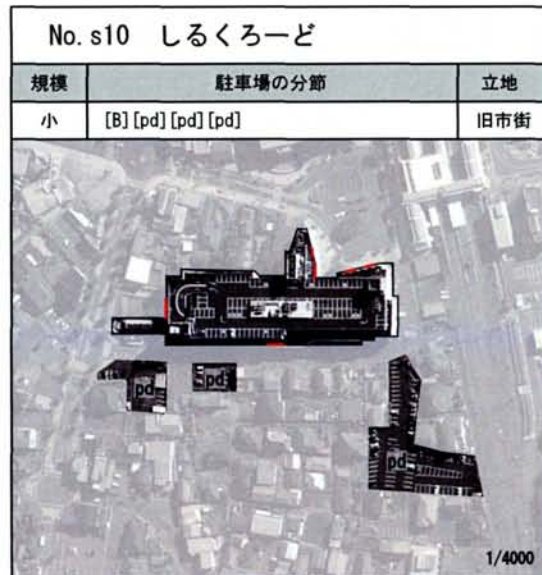 No.s10 しるくろーど
規模 駐車場の分節 立地
小 [B][pd][pd][pd] 旧市街
pd pd
pd
1/4000